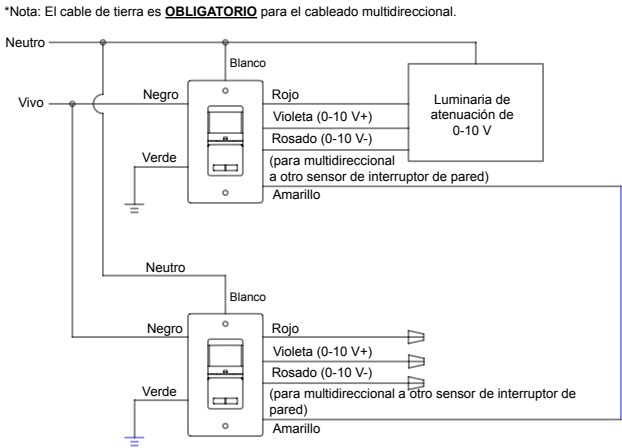 *Nota: El cable de tierra es OBLIGATORIO para el cableado multidireccional.
Neutro
Blanco
Vivo
Negro
Rojo
Violeta (0-10 V+)
Rosado (0-10 V-)
Luminaria de
atenuación de
0-10 V
Verde
(para multidireccional
a otro sensor de interruptor de pared)
Amarillo
Neutro
Blanco
Negro
Rojo
Violeta (0-10 V+)
Rosado (0-10 V-)
Verde
(para multidireccional a otro sensor de interruptor de
pared)
Amarillo